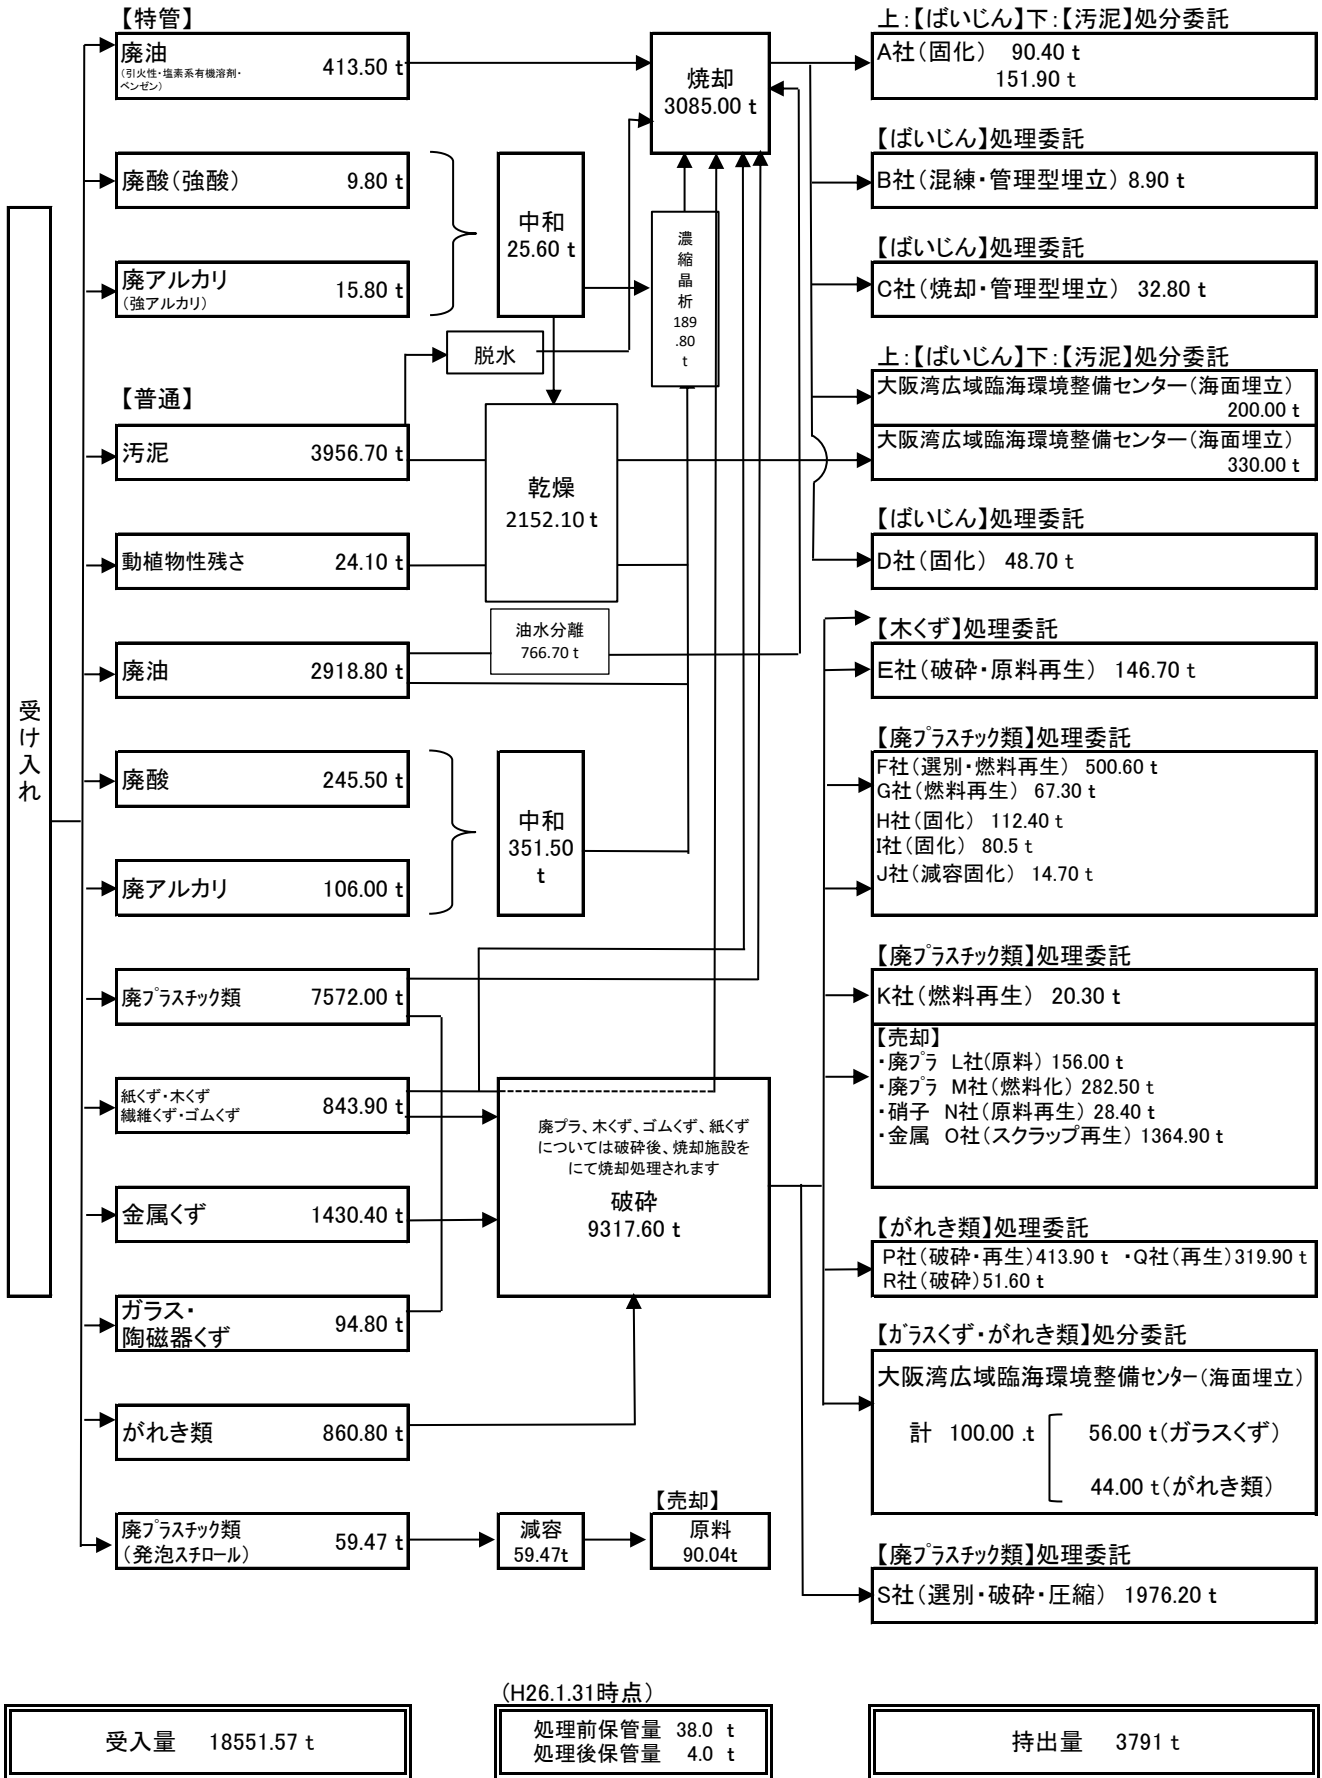 【特管】
廃油
(引火性・塩素系有機溶剤・
ベンゼン)
413.50 t
廃酸（強酸） 9.80 t
廃アルカリ
（強アルカリ）
15.80 t
【普通】
汚泥 3956.70 t
動植物性残さ 24.10 t
廃油 2918.80 t
廃酸 245.50 t
廃アルカリ 106.00 t
廃プラスチック類 7572.00 t
紙くず・木くず
繊維くず・ゴムくず
843.90 t
金属くず 1430.40 t
ガラス・
陶磁器くず
94.80 t
がれき類 860.80 t
廃プラスチック類
（発泡スチロール）
59.47 t
受け入れ
焼却
3085.00 t
中和
25.60 t
濃
縮
晶
析
189
.80
t
脱水
乾燥
2152.10 t
油水分離
766.70 t
中和
351.50
t
廃プラ、木くず、ゴムくず、紙くず
については破砕後、焼却施設を
にて焼却処理されます
破砕
9317.60 t
減容
59.47t
【売却】
原料
90.04t
上：【ばいじん】下：【汚泥】処分委託
A社（固化） 90.40 t
151.90 t
【ばいじん】処理委託
B社（混練・管理型埋立） 8.90 t
【ばいじん】処理委託
C社（焼却・管理型埋立） 32.80 t
上：【ばいじん】下：【汚泥】処分委託
大阪湾広域臨海環境整備センター（海面埋立）
200.00 t
大阪湾広域臨海環境整備センター（海面埋立）
330.00 t
【ばいじん】処理委託
D社（固化） 48.70 t
【木くず】処理委託
E社（破砕・原料再生） 146.70 t
【廃プラスチック類】処理委託
F社（選別・燃料再生） 500.60 t
G社（燃料再生） 67.30 t
H社（固化） 112.40 t
I社（固化） 80.5 t
J社（減容固化） 14.70 t
【廃プラスチック類】処理委託
K社（燃料再生） 20.30 t
【売却】
・廃プラ L社(原料) 156.00 t
・廃プラ M社（燃料化） 282.50 t
・硝子 N社（原料再生） 28.40 t
・金属 O社（スクラップ再生） 1364.90 t
【がれき類】処理委託
P社（破砕・再生）413.90 t ・Q社（再生）319.90 t
R社（破砕）51.60 t
【ガラスくず・がれき類】処分委託
大阪湾広域臨海環境整備センター（海面埋立）
計 100.00 .t
56.00 t(ガラスくず）
44.00 t(がれき類）
【廃プラスチック類】処理委託
S社（選別・破砕・圧縮） 1976.20 t
受入量 18551.57 t
(H26.1.31時点）
処理前保管量 38.0 t
処理後保管量 4.0 t
持出量 3791 t